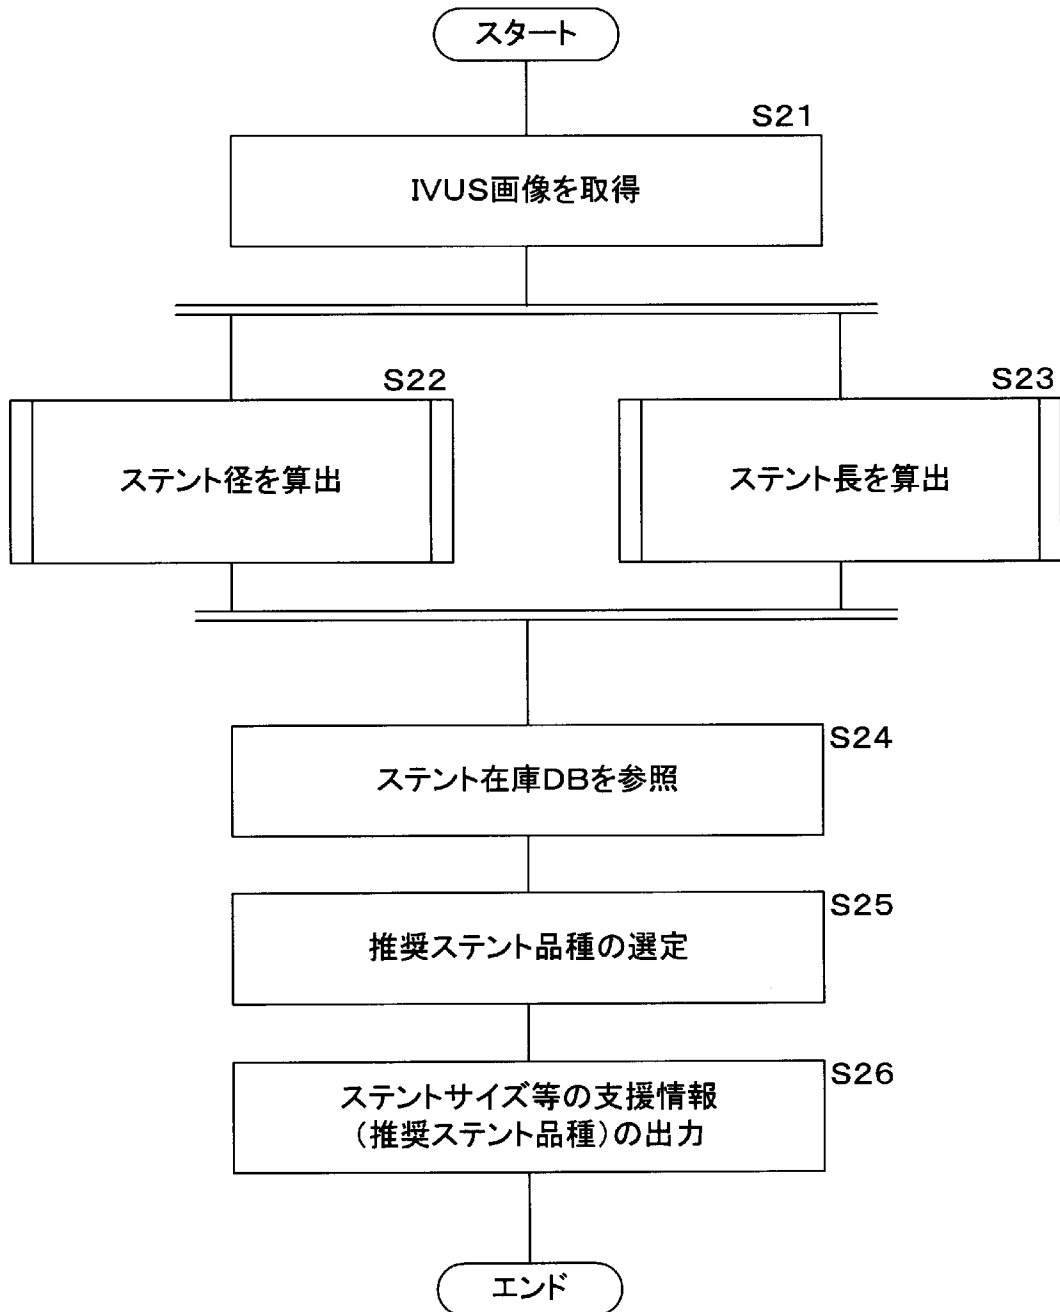 スタート
S21
IVUS画像を取得
S22
S23
ステント径を算出
ステント長を算出
S24
ステント在庫DBを参照
S25
推奨ステント品種の選定
S26
ステントサイズ等の支援情報
(推奨ステント品種)の出力
エンド